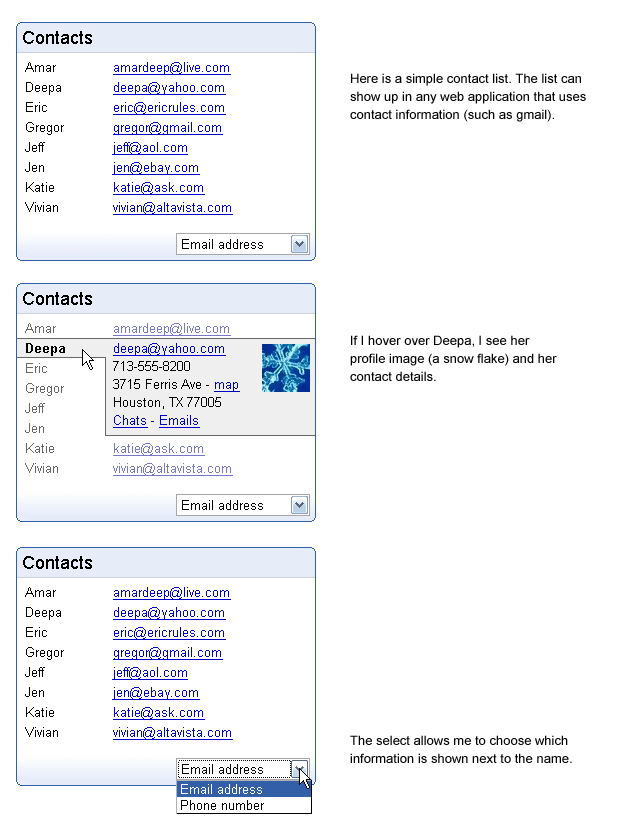 Contacts
Amar amardeep@live.com
Deepa deepa@yahoo.com
Eric eric@ericrules.com
Gregor gregor@gmail.com
Jeff jeff@aol.com
Jen jen@ebay.com
Katie katie@ask.com
Vivian vivian@altavista.com
Email address
Here is a simple contact list. The list can
show up in any web application that uses
contact information (such as gmail).
Contacts
Amar amardeep@live.com
Deepa deepa@yahoo.com
Eric 713-555-8200
Gregor 3715 Ferris Ave - map
Jeff Houston, TX 77005
Jen Chats - Emails
Katie katie@ask.com
Vivian vivian@altavista.com
Email address
If I hover over Deepa, I see her
profile image (a snow flake) and her
contact details.
Contacts
Amar amardeep@live.com
Deepa deepa@yahoo.com
Eric eric@ericrules.com
Gregor gregor@gmail.com
Jeff jeff@aol.com
Jen jen@ebay.com
Katie katie@ask.com
Vivian vivian@altavista.com
Email address
Email address
Phone number
The select allows me to choose which
information is shown next to the name.